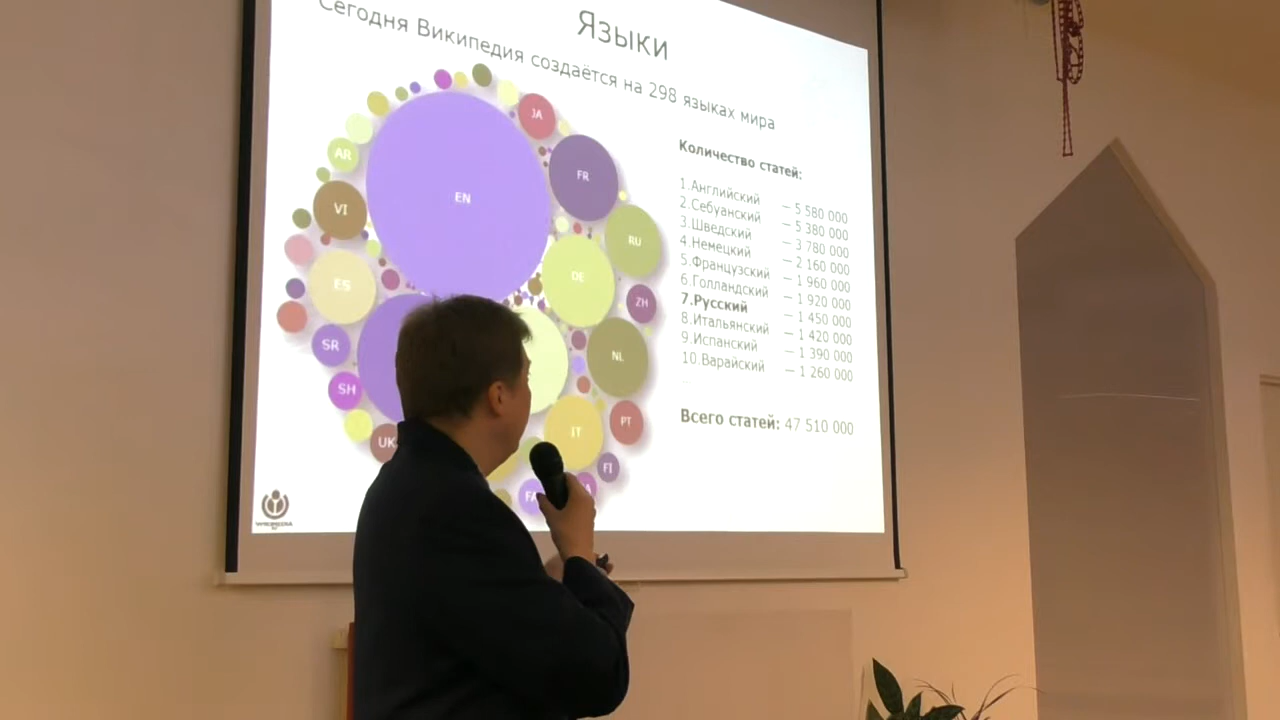 Языки
Сегодня Википедия создаётся на 298 языках мира
Количество статей:
1.Английский – 5 580 000
2.Себуанский – 5 380 000
3.Шведский – 3 780 000
4.Немецкий – 2 160 000
5.Французский – 1 960 000
6.Голландский – 1 920 000
7.Русский – 1 450 000
8.Итальянский – 1 420 000
9.Испанский – 1 390 000
10.Варайский – 1 260 000
Всего статей: 47 510 000
JA
AR
FR
EN
VI
RU
DE
ES
ZH
SR
NL
SH
PT
IT
UK
FI
WIKIMEDIA